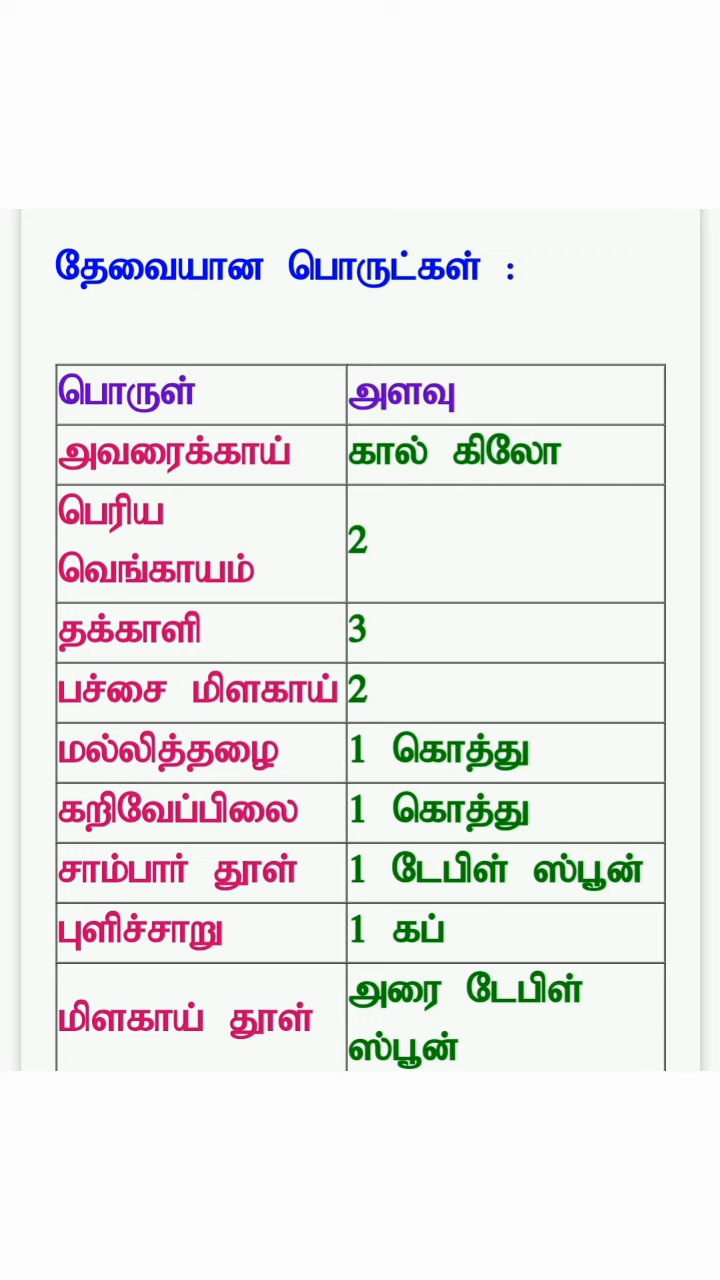 தேவையான பொருட்கள் :
பொருள் அளவு
அவரைக்காய் கால் கிலோ
பெரிய
வெங்காயம் 2
தக்காளி 3
பச்சை மிளகாய் 2
மல்லித்தழை 1 கொத்து
கறிவேப்பிலை 1 கொத்து
சாம்பார் தூள் 1 டேபிள் ஸ்பூன்
புளிச்சாறு 1 கப்
மிளகாய் தூள் அரை டேபிள்
ஸ்பூன்